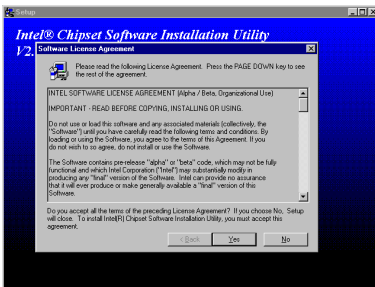 Setup
Intel® Chipset Software Installation Utility
V2.
Software License Agreement
Please read the following License Agreement. Press the PAGE DOWN key to see
the rest of the agreement.
INTEL SOFTWARE LICENSE AGREEMENT (Alpha / Beta, Organizational Use)
IMPORTANT - READ BEFORE COPYING, INSTALLING OR USING.
Do not use or load this software and any associated materials (collectively, the
"Software") until you have carefully read the following terms and conditions. By
loading or using the Software, you agree to the terms of this Agreement. If you
do not wish to so agree, do not install or use the Software.
The Software contains pre-release "alpha" or "beta" code, which may not be fully
functional and which Intel Corporation ("Intel") may substantially modify in
producing any "final" version of the Software. Intel can provide no assurance
that it will ever produce or make generally available a "final" version of this
Software.
Do you accept all the terms of the preceding License Agreement? If you choose No, Setup
will close. To install Intel(R) Chipset Software Installation Utility, you must accept this
agreement.
< Back
Yes
No